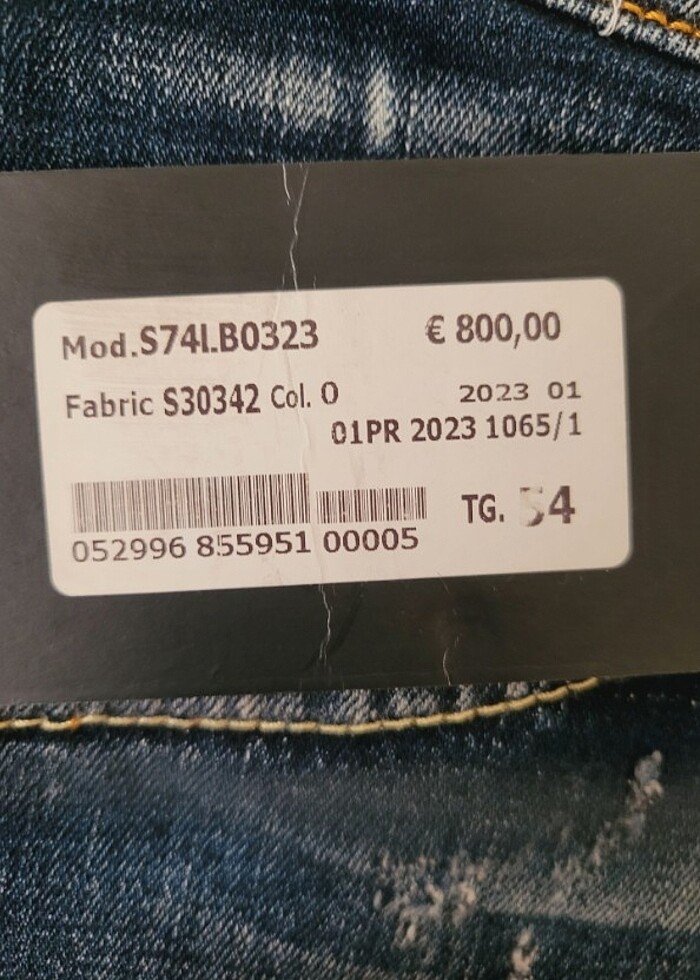 Mod.S74I.B0323 € 800,00
Fabric S30342 Col. 0 2023 01
01PR 2023 1065/1
TG. 54
052996 855951 00005